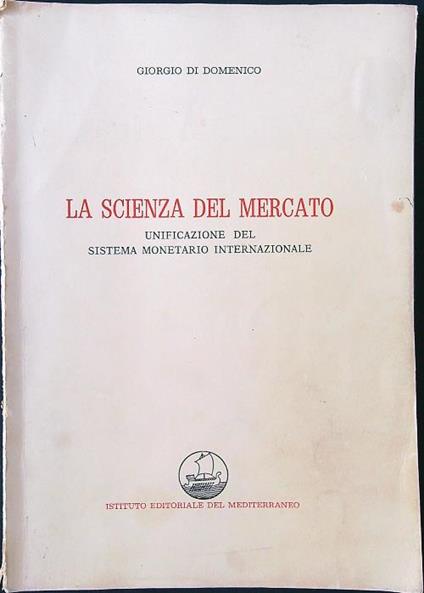 GIORGIO DI DOMENICO
LA SCIENZA DEL MERCATO
UNIFICAZIONE DEL
SISTEMA MONETARIO INTERNAZIONALE
ISTITUTO EDITORIALE DEL MEDITERRANEO